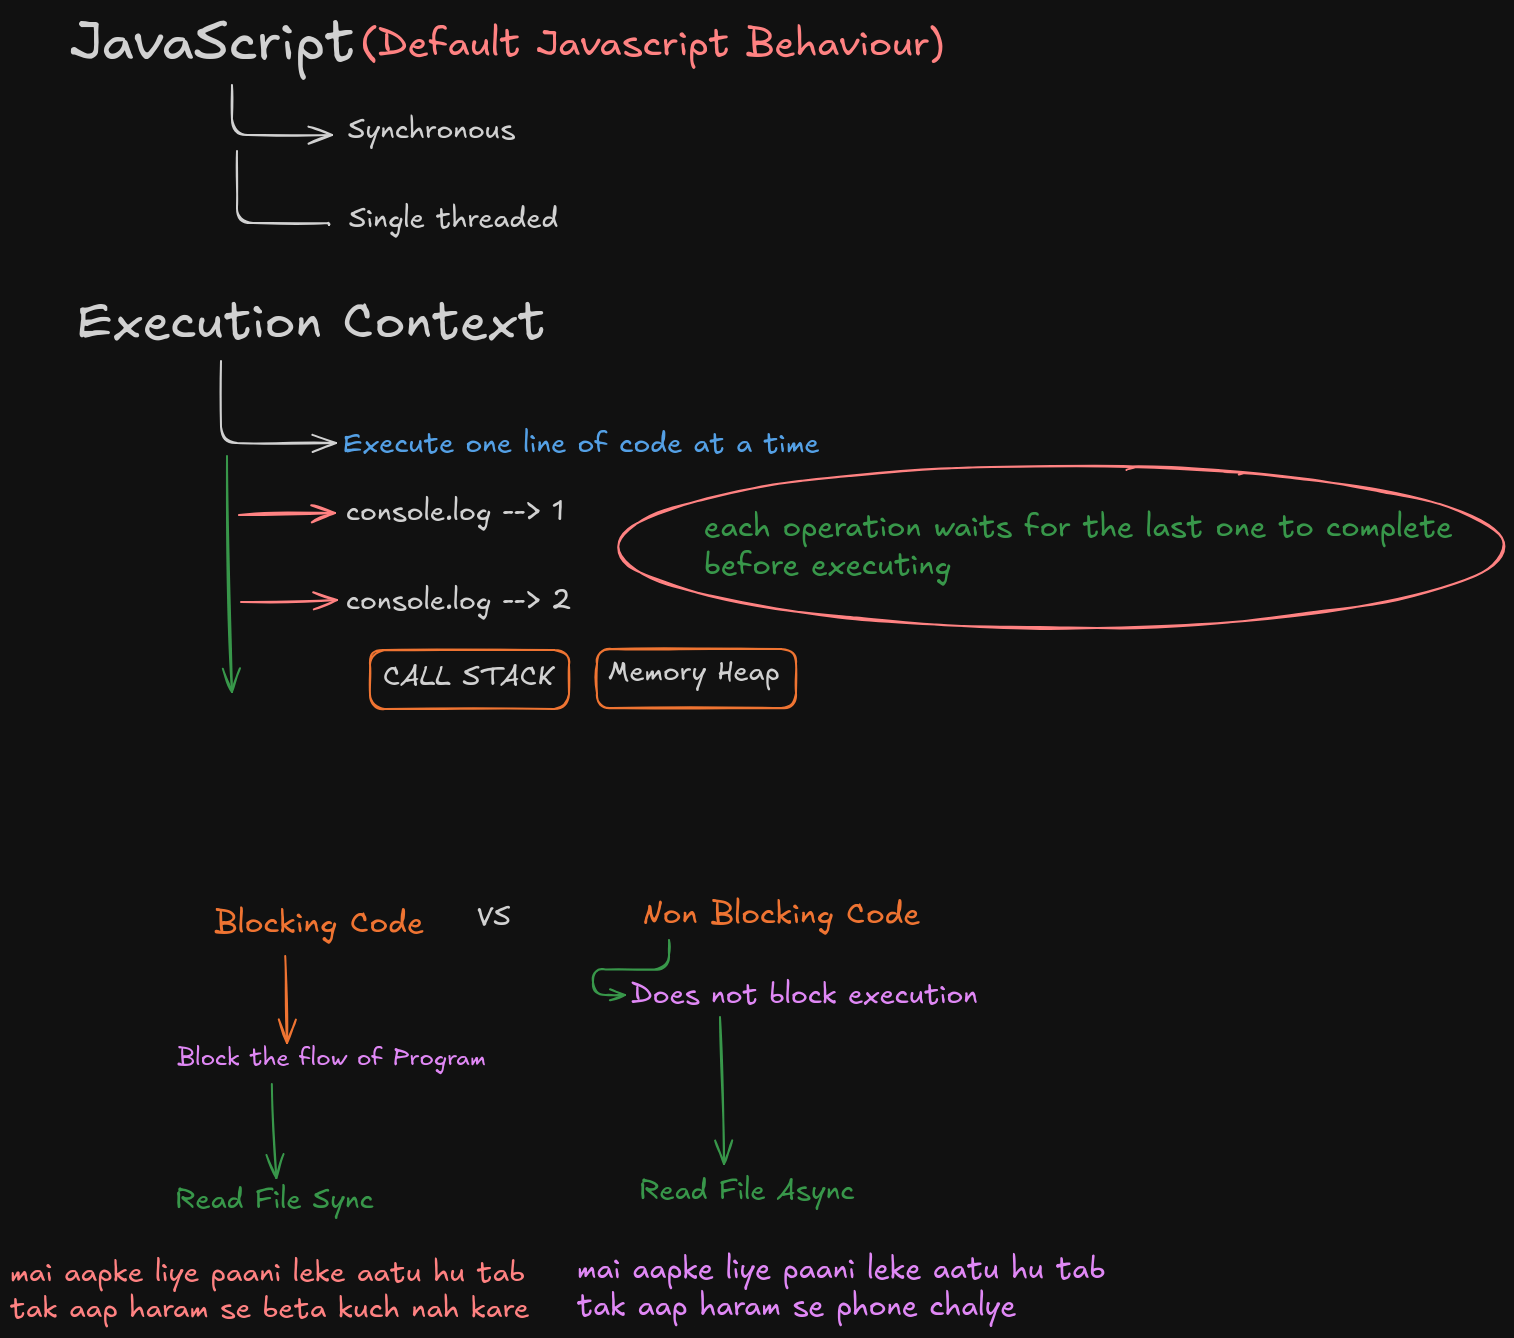 JavaScript (Default Javascript Behaviour)
Synchronous
Single threaded
Execution Context
Execute one line of code at a time
console.log --> 1
each operation waits for the last one to complete
before executing
console.log --> 2
CALL STACK
Memory Heap
Blocking Code
VS
Non Blocking Code
Does not block execution
Block the flow of Program
Read File Sync
Read File Async
mai aapke liye paani leke aatu hu tab
tak aap haram se beta kuch nah kare
mai aapke liye paani leke aatu hu tab
tak aap haram se phone chalye